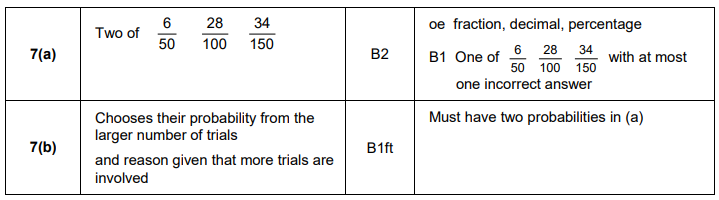 7(a)
Two of 6/50 28/100 34/150
B2
oe fraction, decimal, percentage
B1 One of 6/50 28/100 34/150 with at most
one incorrect answer
7(b)
Chooses their probability from the
larger number of trials
and reason given that more trials are
involved
B1ft
Must have two probabilities in (a)